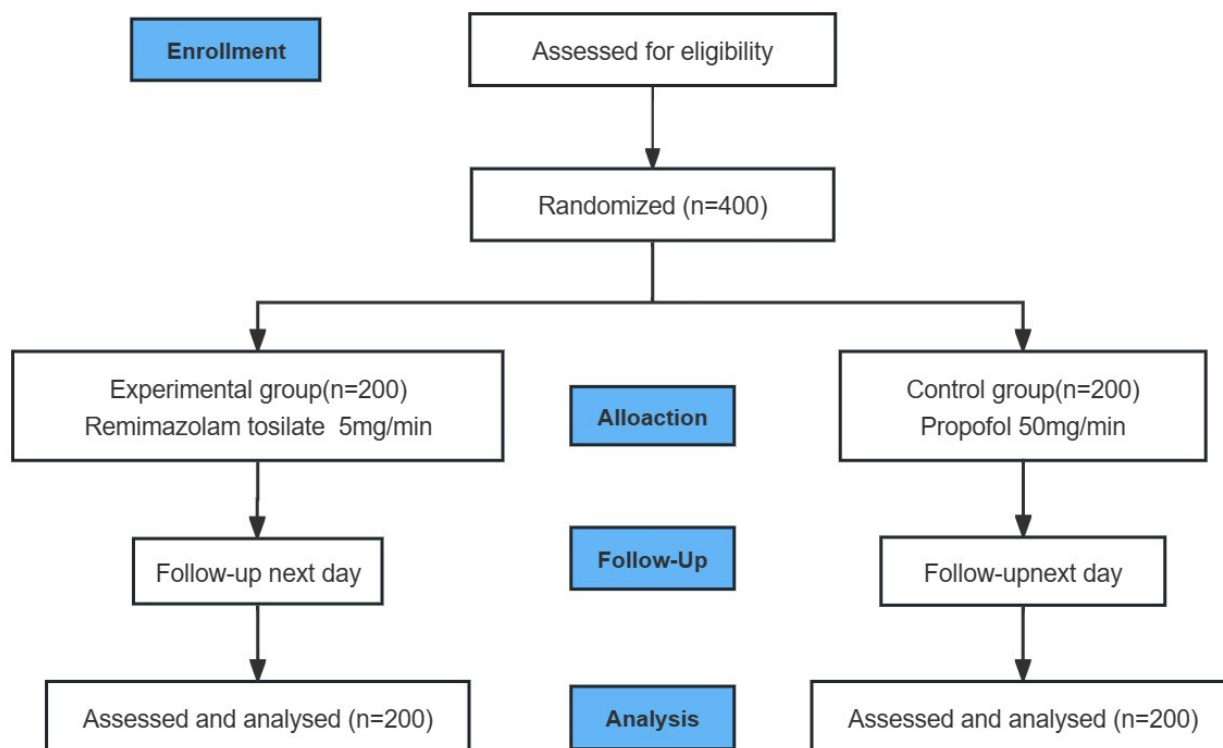 Enrollment
Assessed for eligibility
Randomized (n=400)
Experimental group(n=200)
Remimazolam tosilate 5mg/min
Alloaction
Control group(n=200)
Propofol 50mg/min
Follow-up next day
Follow-Up
Follow-upnext day
Assessed and analysed (n=200)
Analysis
Assessed and analysed (n=200)